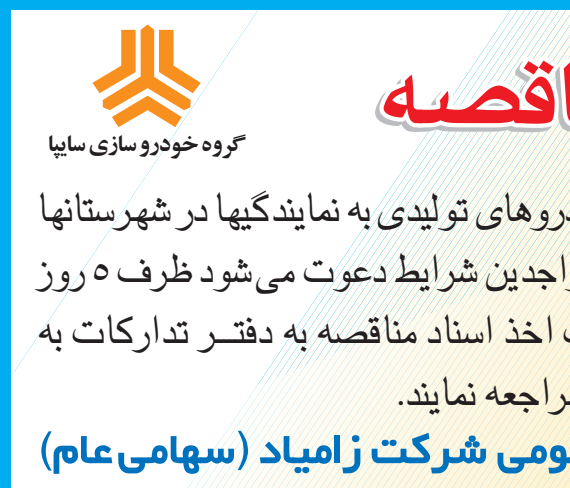 گروه خودروسازی سایپا
اقصه
دروهای تولیدی به نمایندگیها در شهرستانها
اجدین شرایط دعوت می‌شود ظرف ۵ روز
اخذ اسناد مناقصه به دفتــر تدارکات به
راجعه نمایند.
ومی شرکت زامیاد (سهامی عام)